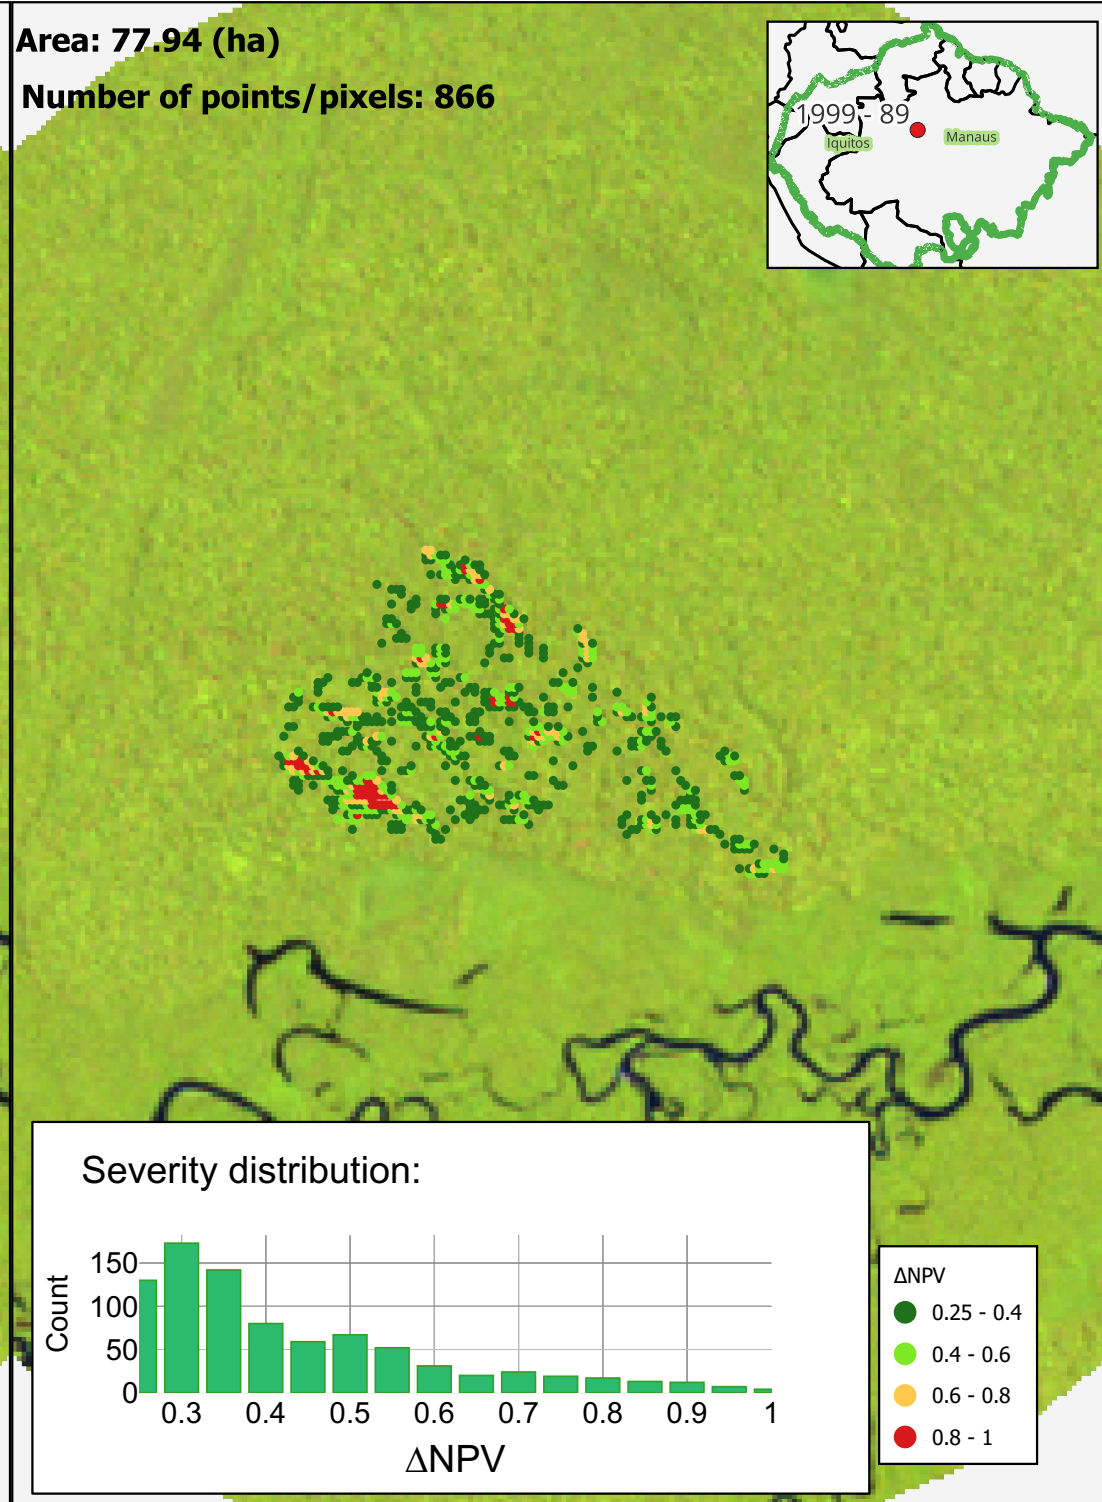 Area: 77.94 (ha)
Number of points/pixels: 866
1999 - 89
Iquitos
Manaus
Severity distribution:
Count
150
100
50
0
0.3 0.4 0.5 0.6 0.7 0.8 0.9 1
ΔNPV
ΔNPV
0.25 - 0.4
0.4 - 0.6
0.6 - 0.8
0.8 - 1